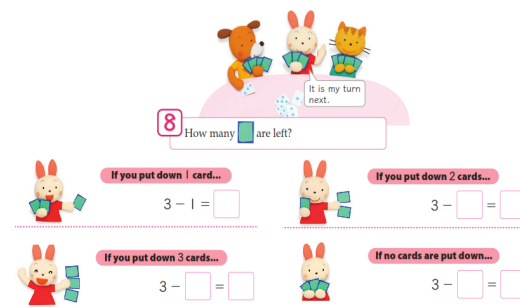 It is my turn
next.
8
How many are left?
If you put down 1 card...
3 - 1 =
If you put down 2 cards...
3 - =
If you put down 3 cards...
3 - =
If no cards are put down...
3 - =